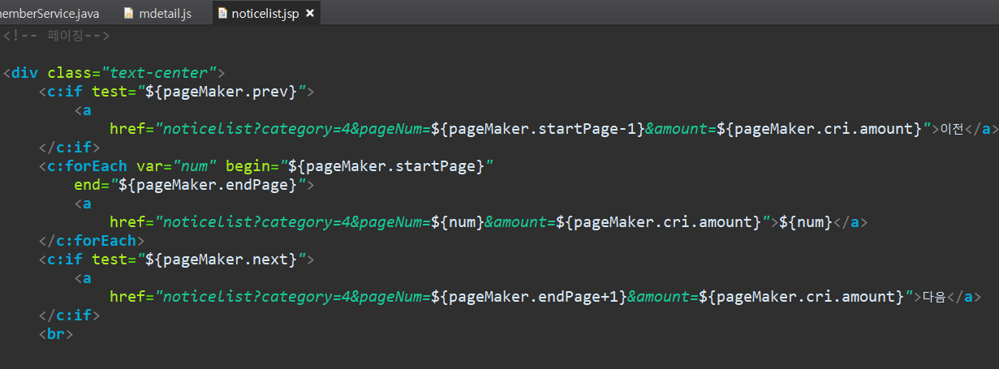 nemberService.java mdetail.js noticelist.jsp
<!-- 페이징-->
<div class="text-center">
<c:if test="${pageMaker.prev}">
<a
href="noticelist?category=4&pageNum=${pageMaker.startPage-1}&amount=${pageMaker.cri.amount}">이전</a>
</c:if>
<c:forEach var="num" begin="${pageMaker.startPage}"
end="${pageMaker.endPage}">
<a
href="noticelist?category=4&pageNum=${num}&amount=${pageMaker.cri.amount}">${num}</a>
</c:forEach>
<c:if test="${pageMaker.next}">
<a
href="noticelist?category=4&pageNum=${pageMaker.endPage+1}&amount=${pageMaker.cri.amount}">다음</a>
</c:if>
<br>